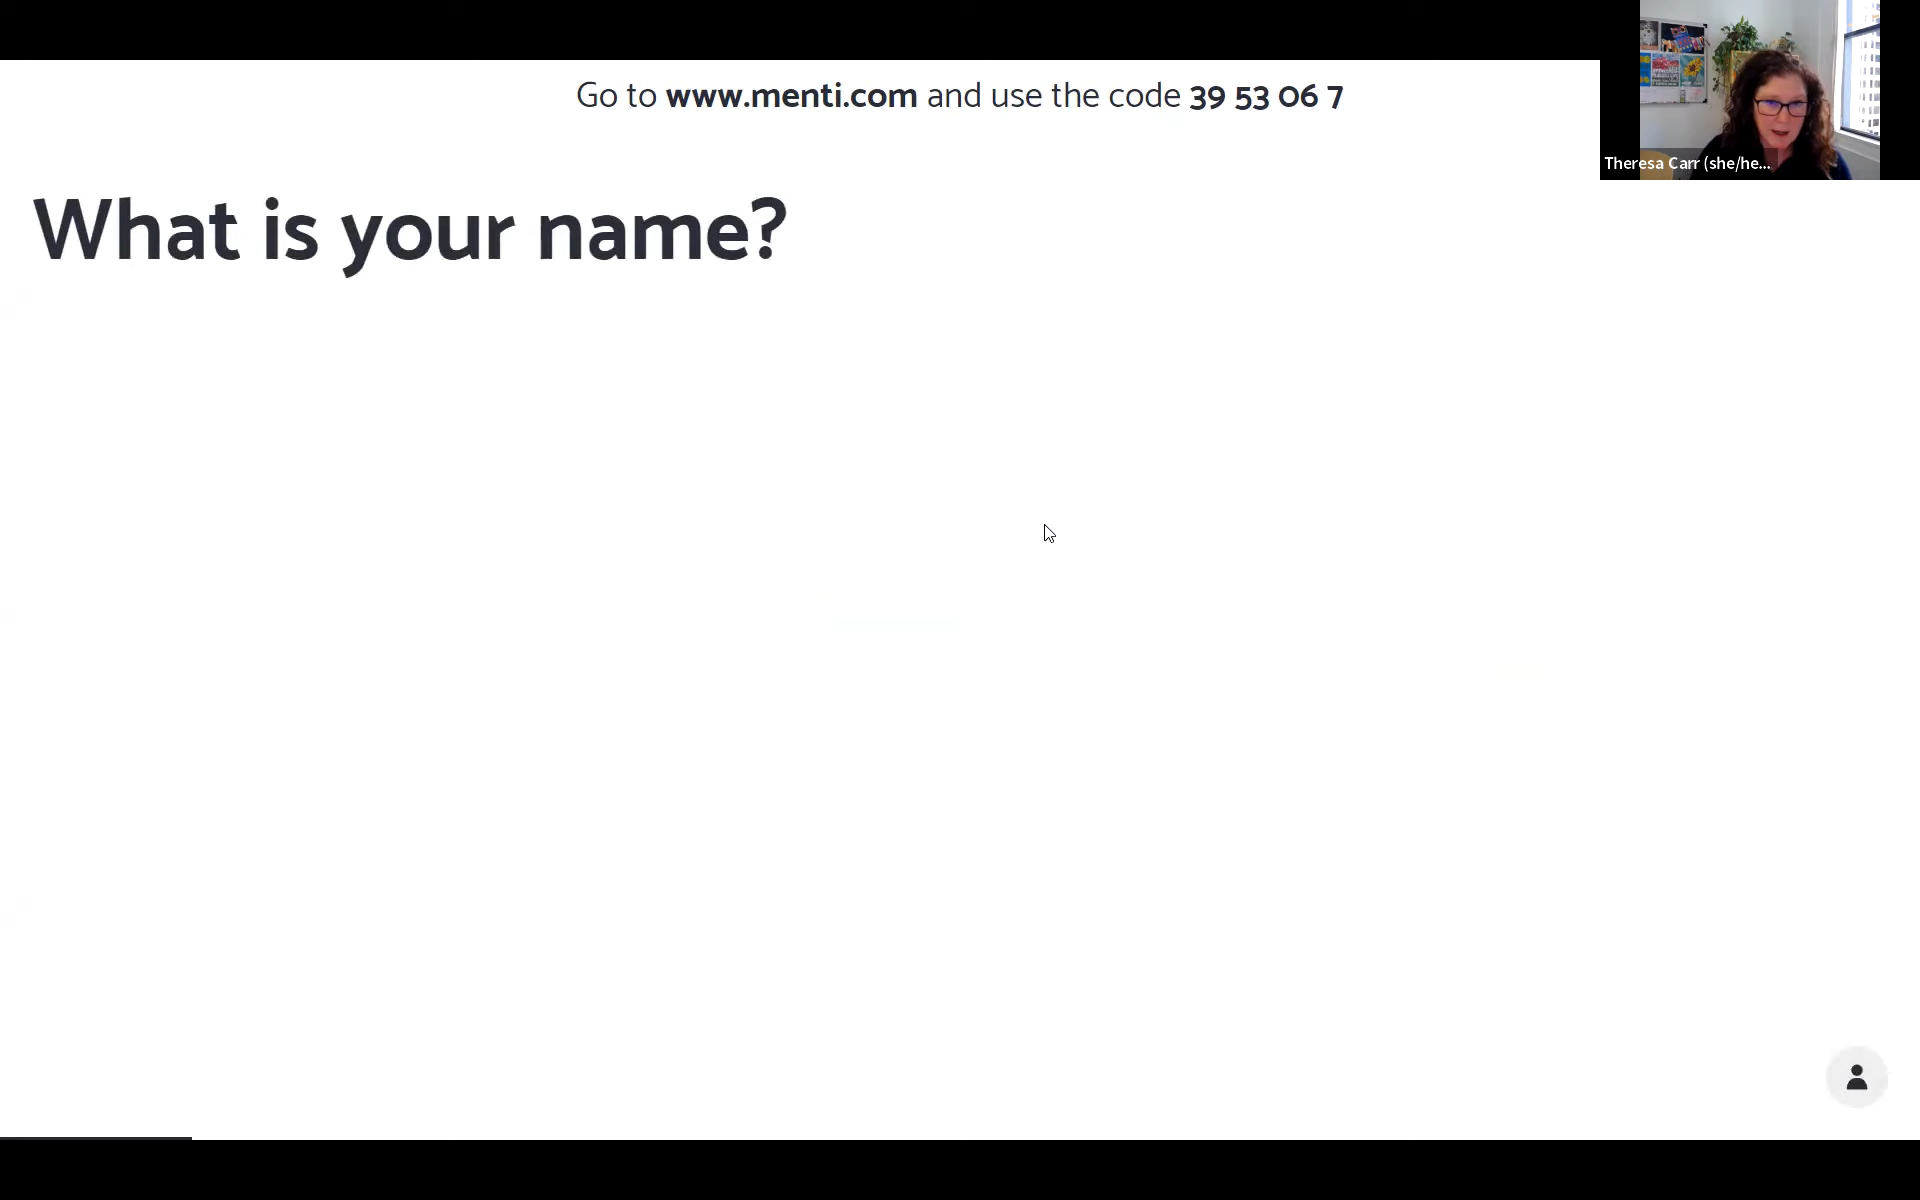 Go to www.menti.com and use the code 39 53 06 7
Theresa Carr (she/he...
What is your name?